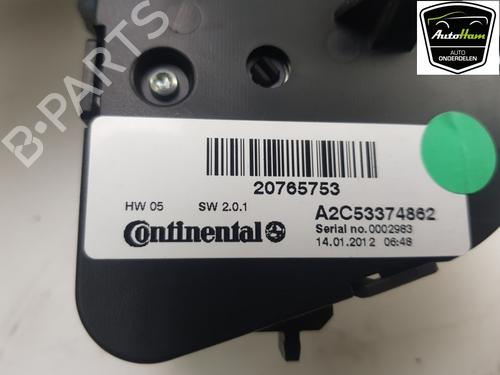 AutoHam
AUTO
ONDERDELEN
B-PARTS
20765753
HW 05 SW 2.0.1
A2C53374862
Continental
Serial no.0002983
14.01.2012 06:48